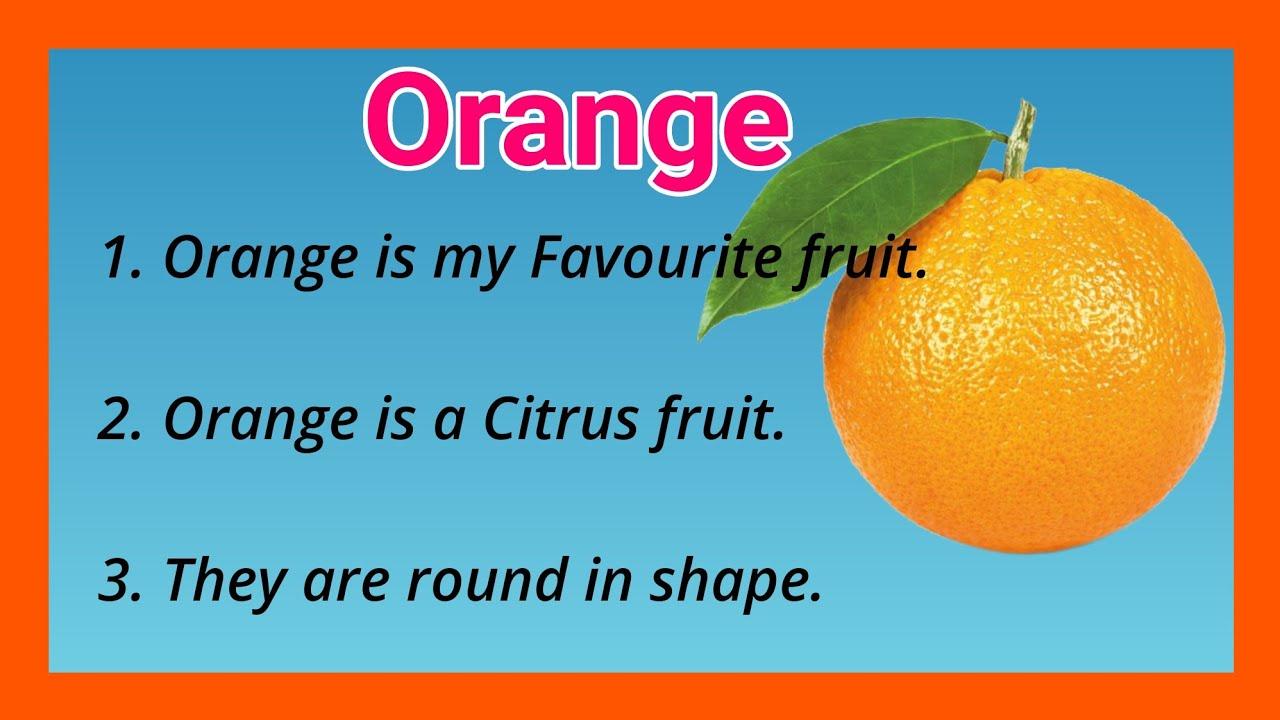 Orange
1. Orange is my Favourite fruit.
2. Orange is a Citrus fruit.
3. They are round in shape.